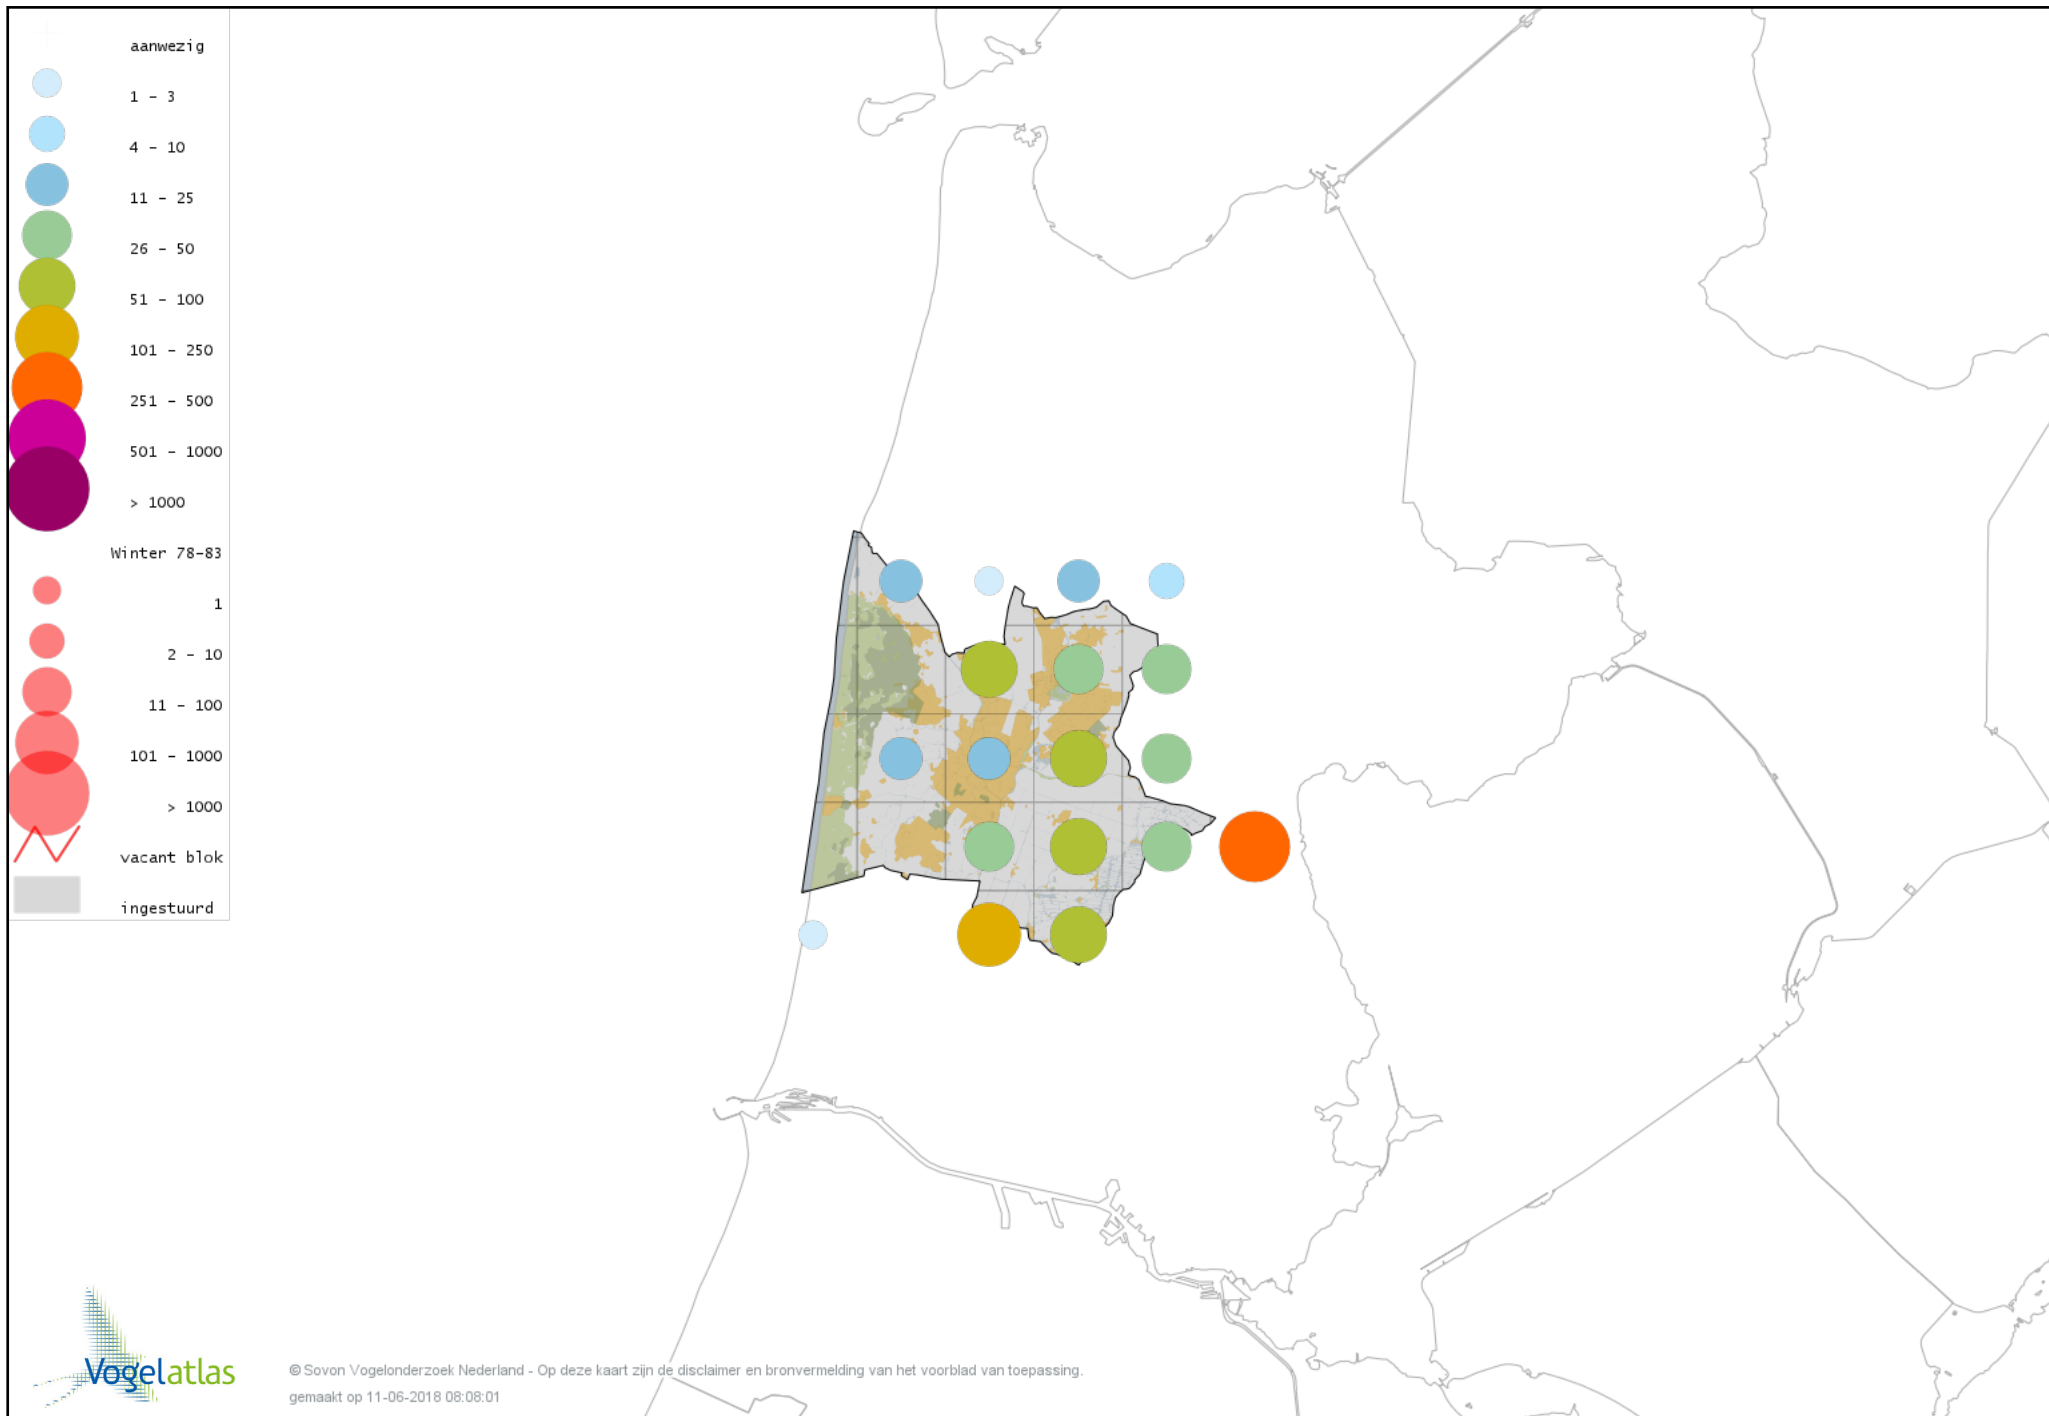 aanwezig
1 - 3
4 - 10
11 - 25
26 - 50
51 - 100
101 - 250
251 - 500
501 - 1000
> 1000
Winter 78-83
1
2 - 10
11 - 100
101 - 1000
> 1000
vacant blok
ingestuurd
Vogelatlas
© Sovon Vogelonderzoek Nederland - Op deze kaart zijn de disclaimer en bronvermelding van het voorblad van toepassing.
gemaakt op 11-06-2018 08:08:01